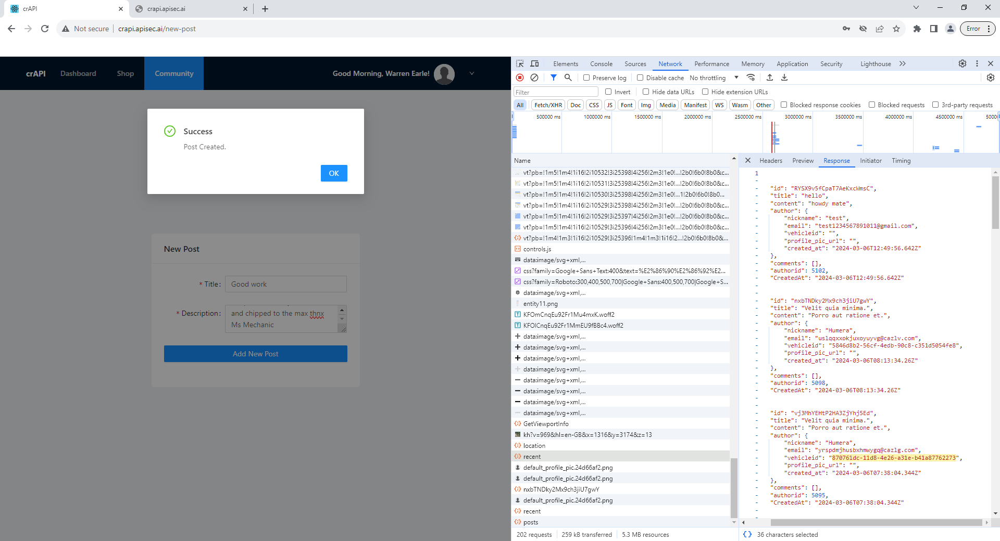 crAPI
crapi.apisec.ai
Not secure
crapi.apisec.ai/new-post
Error
crAPI
Dashboard
Shop
Community
Good Morning, Warren Earle!
Success
Post Created.
OK
New Post
* Title: Good work
* Description: and chipped to the max thnx
Ms Mechanic
Add New Post
Elements Console Sources Network Performance Memory Application Security Lighthouse
Preserve log Disable cache No throttling
Filter Invert Hide data URLs Hide extension URLs
All Fetch/XHR Doc CSS JS Font Img Media Manifest WS Wasm Other Blocked response cookies Blocked requests 3rd-party requests
500000 ms 1000000 ms 1500000 ms 2000000 ms 2500000 ms 3000000 ms 3500000 ms 4000000 ms 4500000 ms 5000
Name
vt?pb=!1m5!1m4!1i16!2i10532!3i25398!4i256!2m3!1e0!...!2b0!6b0!8b0&c...
vt?pb=!1m5!1m4!1i16!2i10531!3i25398!4i256!2m3!1e0!...!2b0!6b0!8b0&c...
vt?pb=!1m5!1m4!1i16!2i10530!3i25398!4i256!2m3!1e0!...1!2b0!6b0!8b0...
vt?pb=!1m5!1m4!1i16!2i10529!3i25398!4i256!2m3!1e0!...!2b0!6b0!8b0&c...
vt?pb=!1m5!1m4!1i16!2i10529!3i25397!4i256!2m3!1e0!...!2b0!6b0!8b0&c...
vt?pb=!1m5!1m4!1i16!2i10529!3i25396!4i256!2m3!1e0!...!2b0!6b0!8b0&c...
vt?pb=!1m4!1m3!1i16!2i10529!3i25396!1m4!1m3!1i16!2...!2b0!6b0!8b0&...
controls.js
data:image/svg+xml,...
css?family=Google+Sans+Text:400&text=%E2%86%90%E2%86%92%E2...
css?family=Roboto:300,400,500,700|Google+Sans:400,500,700|Google+S...
data:image/svg+xml,...
entity11.png
KFOmCnqEu92Fr1Mu4mxK.woff2
KFOlCnqEu92Fr1MmEU9fBBc4.woff2
data:image/svg+xml,...
data:image/svg+xml,...
data:image/svg+xml,...
data:image/svg+xml,...
data:image/svg+xml,...
data:image/svg+xml,...
data:image/svg+xml,...
data:image/svg+xml,...
GetViewportInfo
kh?v=969&hl=en-GB&x=1316&y=3174&z=13
location
recent
default_profile_pic.24d66af2.png
default_profile_pic.24d66af2.png
nxbTNDky2Mx9ch3jiU7gwY
default_profile_pic.24d66af2.png
recent
posts
202 requests 259 kB transferred 5.3 MB resources
Headers Preview Response Initiator Timing
1
-
- "id": "RYSX9v5fCpaT7AeKxcWmsC",
- "title": "hello",
- "content": "howdy mate",
- "author": {
- "nickname": "test",
- "email": "test1234567891011@gmail.com",
- "vehicleid": "",
- "profile_pic_url": "",
- "created_at": "2024-03-06T12:49:56.642Z"
- },
- "comments": [],
- "authorid": 5102,
- "CreatedAt": "2024-03-06T12:49:56.642Z"
-
-
- "id": "nxbTNDky2Mx9ch3jiU7gwY",
- "title": "Velit quia minima.",
- "content": "Porro aut ratione et.",
- "author": {
- "nickname": "Humera",
- "email": "uslqqxxokjuxoyuyvg@cazlv.com",
- "vehicleid": "5846d8b2-56cf-4edb-90c8-c351d5054fe8",
- "profile_pic_url": "",
- "created_at": "2024-03-06T08:13:34.26Z"
- },
- "comments": [],
- "authorid": 5098,
- "CreatedAt": "2024-03-06T08:13:34.26Z"
-
-
- "id": "vj3MhYEHtP2HA3ZjYhj5Ed",
- "title": "Velit quia minima.",
- "content": "Porro aut ratione et.",
- "author": {
- "nickname": "Humera",
- "email": "yrspdmjhusbxhmwygq@cazlg.com",
- "vehicleid": "870761dc-11d8-4e26-a31e-b41a87762273",
- "profile_pic_url": "",
- "created_at": "2024-03-06T07:38:04.344Z"
- },
- "comments": [],
- "authorid": 5095,
- "CreatedAt": "2024-03-06T07:38:04.344Z"
-
{} 36 characters selected